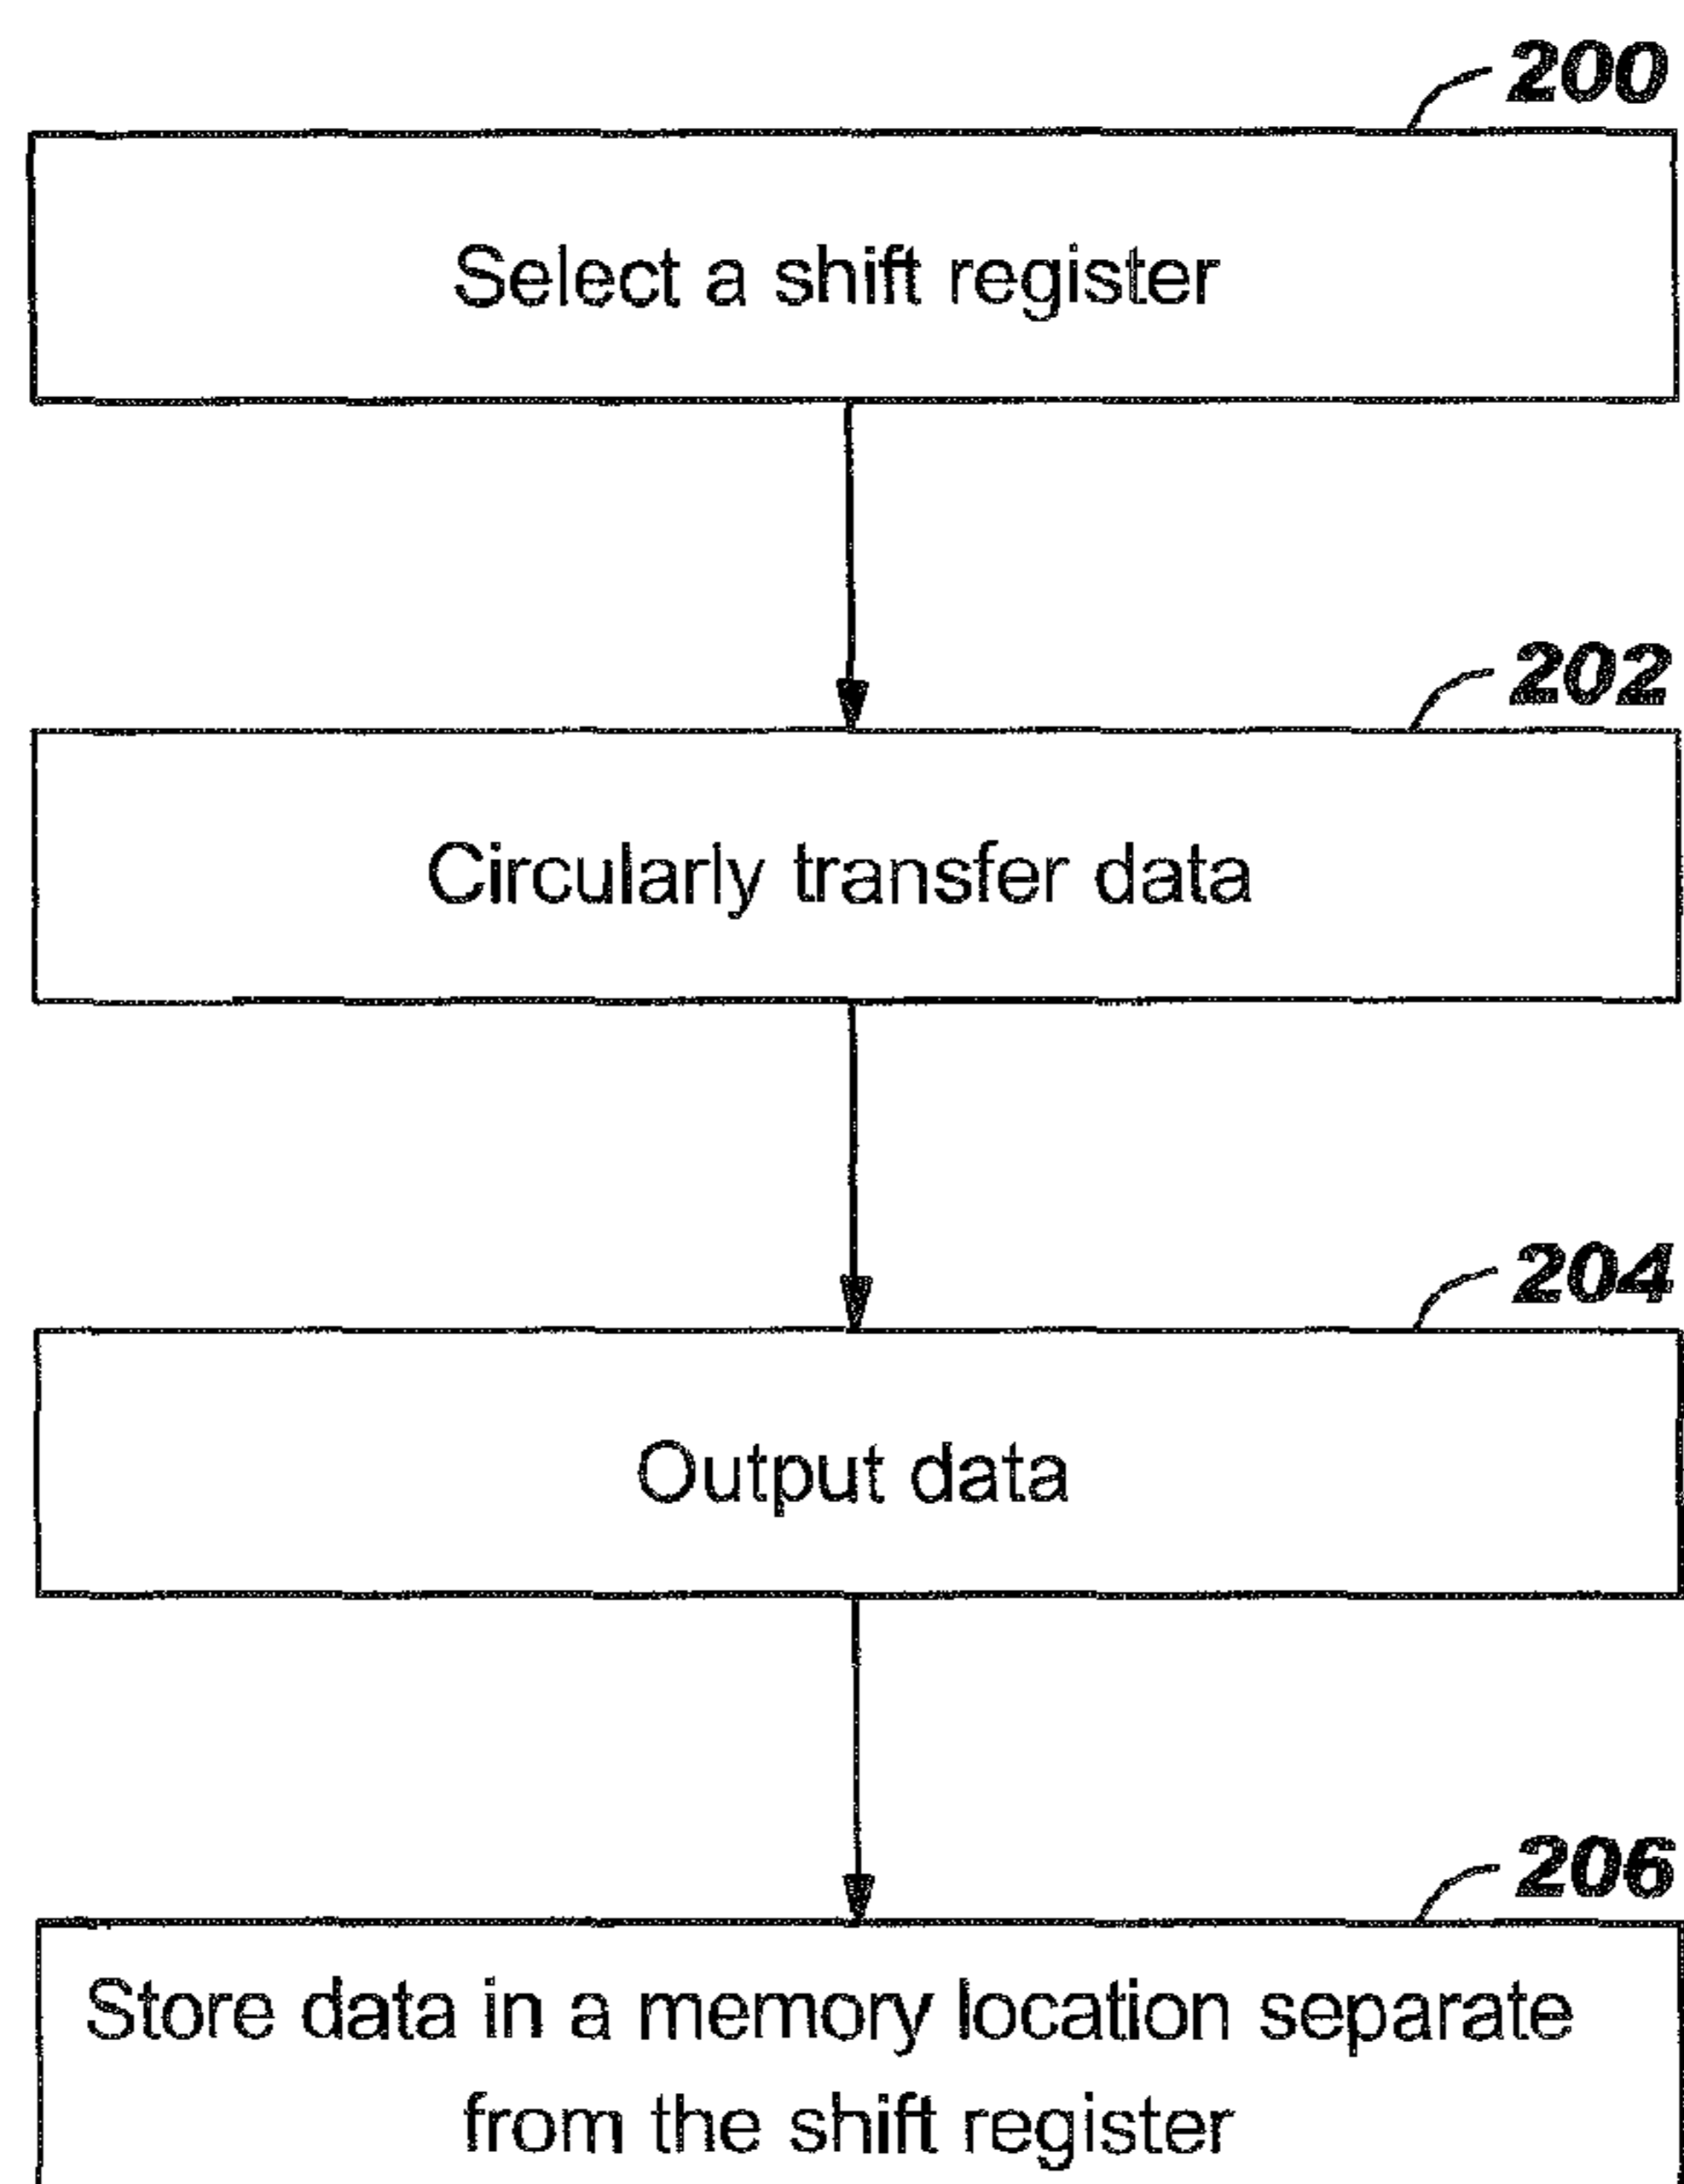 200
Select a shift register
202
Circularly transfer data
204
Output data
206
Store data in a memory location separate
from the shift register